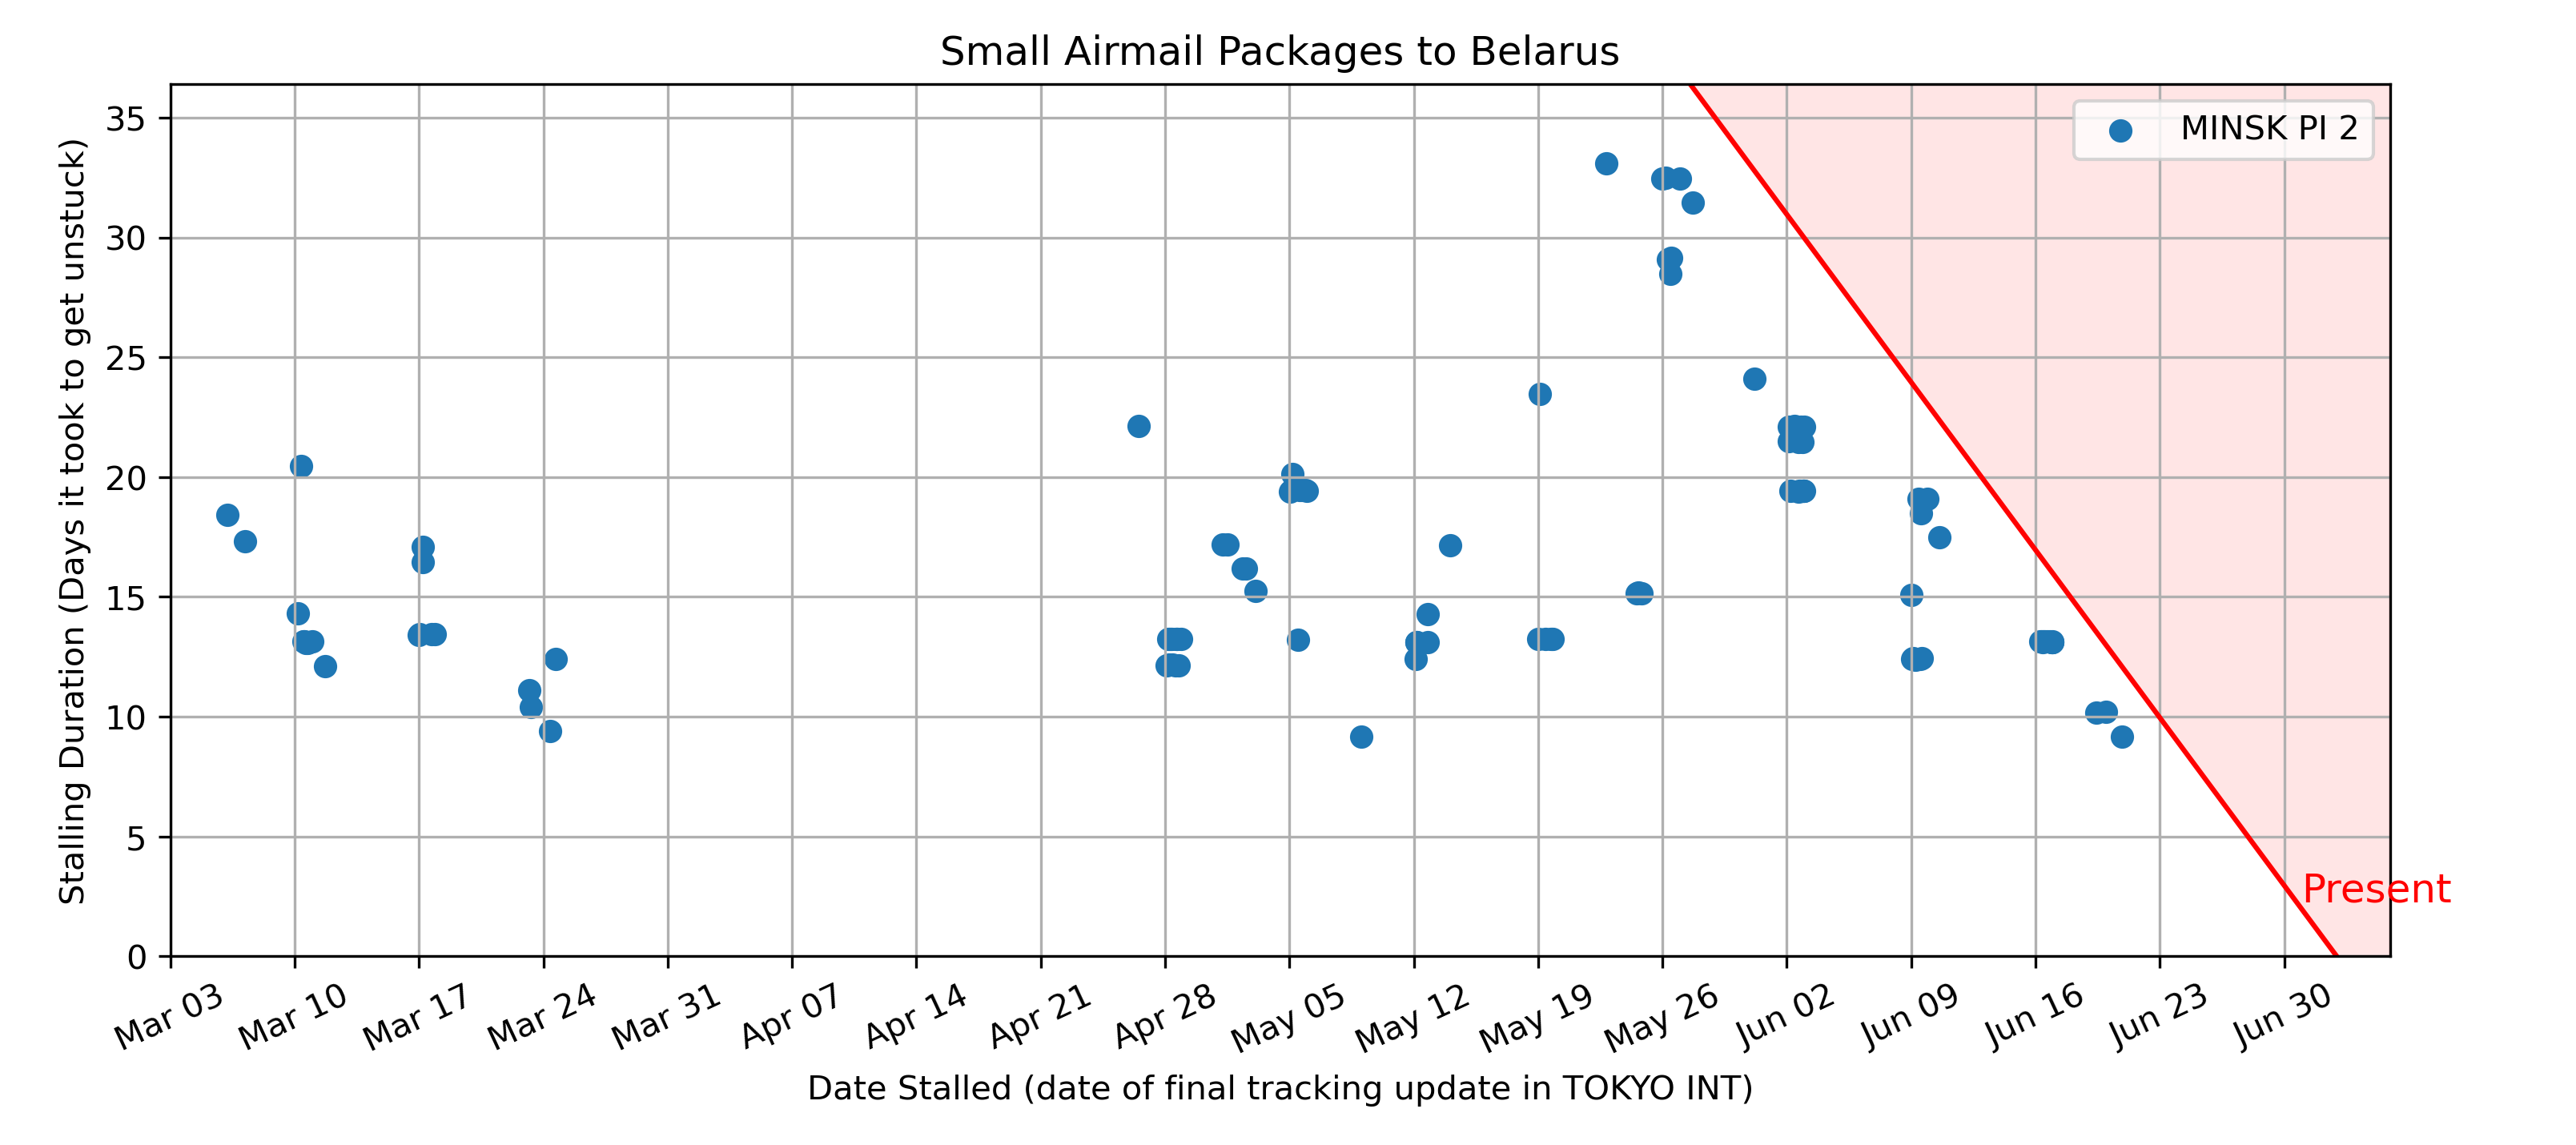 Small Airmail Packages to Belarus
Stalling Duration (Days it took to get unstuck)
35
30
25
20
15
10
5
0
MINSK PI 2
Present
Mar 03
Mar 10
Mar 17
Mar 24
Mar 31
Apr 07
Apr 14
Apr 21
Apr 28
May 05
May 12
May 19
May 26
Jun 02
Jun 09
Jun 16
Jun 23
Jun 30
Date Stalled (date of final tracking update in TOKYO INT)